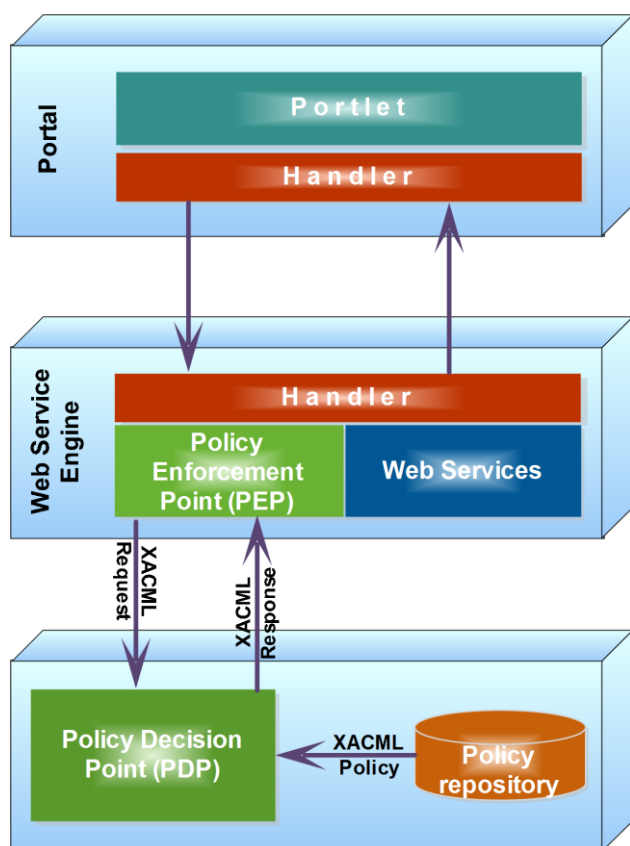 Portal
Portlet
Handler
Web Service
Engine
Handler
Policy
Enforcement
Point (PEP)
Web Services
XACML
Request
XACML
Response
Policy Decision
Point (PDP)
XACML
Policy
Policy
repository